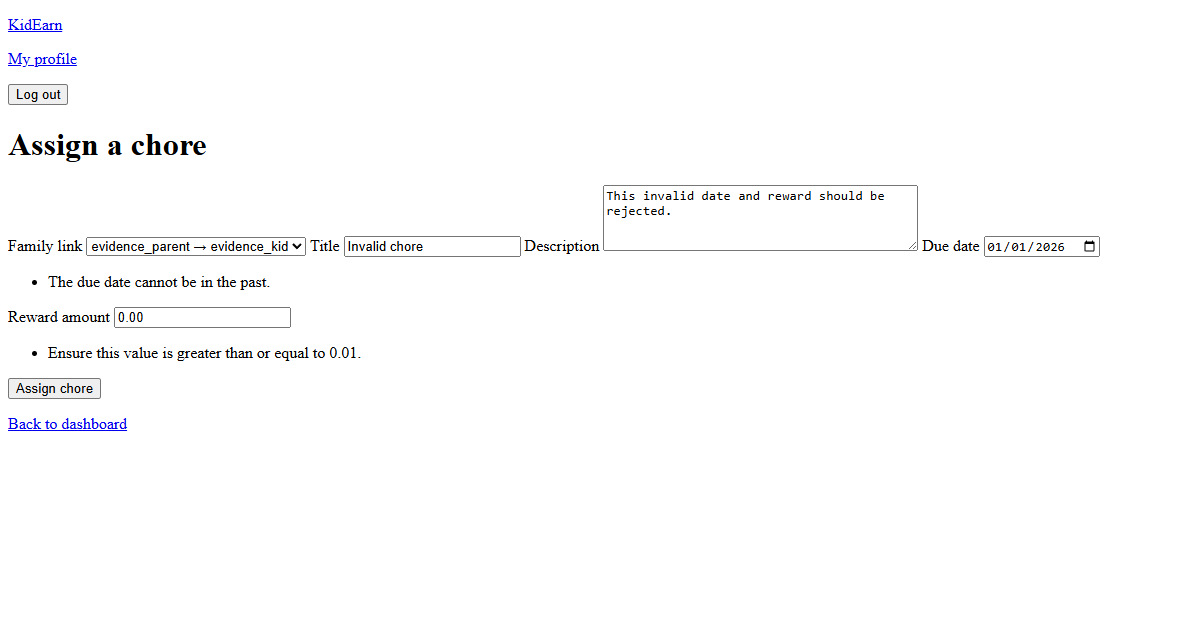 KidEarn
My profile
Log out
Assign a chore
Family link evidence_parent → evidence_kid Title Invalid chore Description This invalid date and reward should be
rejected. Due date 01/01/2026
The due date cannot be in the past.
Reward amount 0.00
Ensure this value is greater than or equal to 0.01.
Assign chore
Back to dashboard